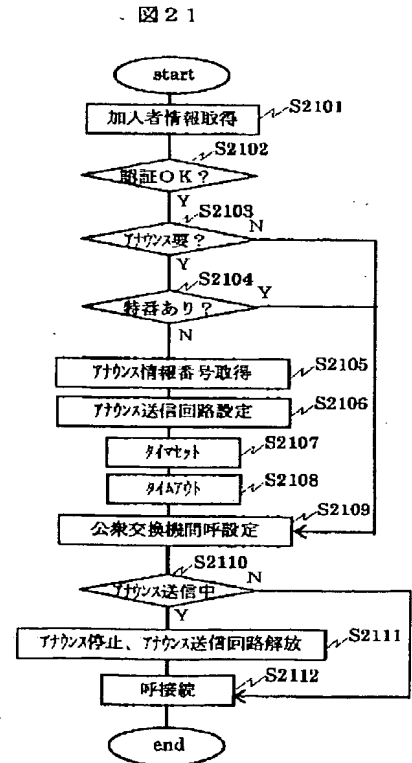 図２１
start
加入者情報取得
S2101
S2102
認証ＯＫ？
Y
S2103
N
アナウンス要？
Y
S2104
Y
特番あり？
N
アナウンス情報番号取得
S2105
アナウンス送信回路設定
S2106
タイマセット
S2107
タイムアウト
S2108
公衆交換機間呼設定
S2109
S2110
N
アナウンス送信中
Y
アナウンス停止、アナウンス送信回路解放
S2111
呼接続
S2112
end